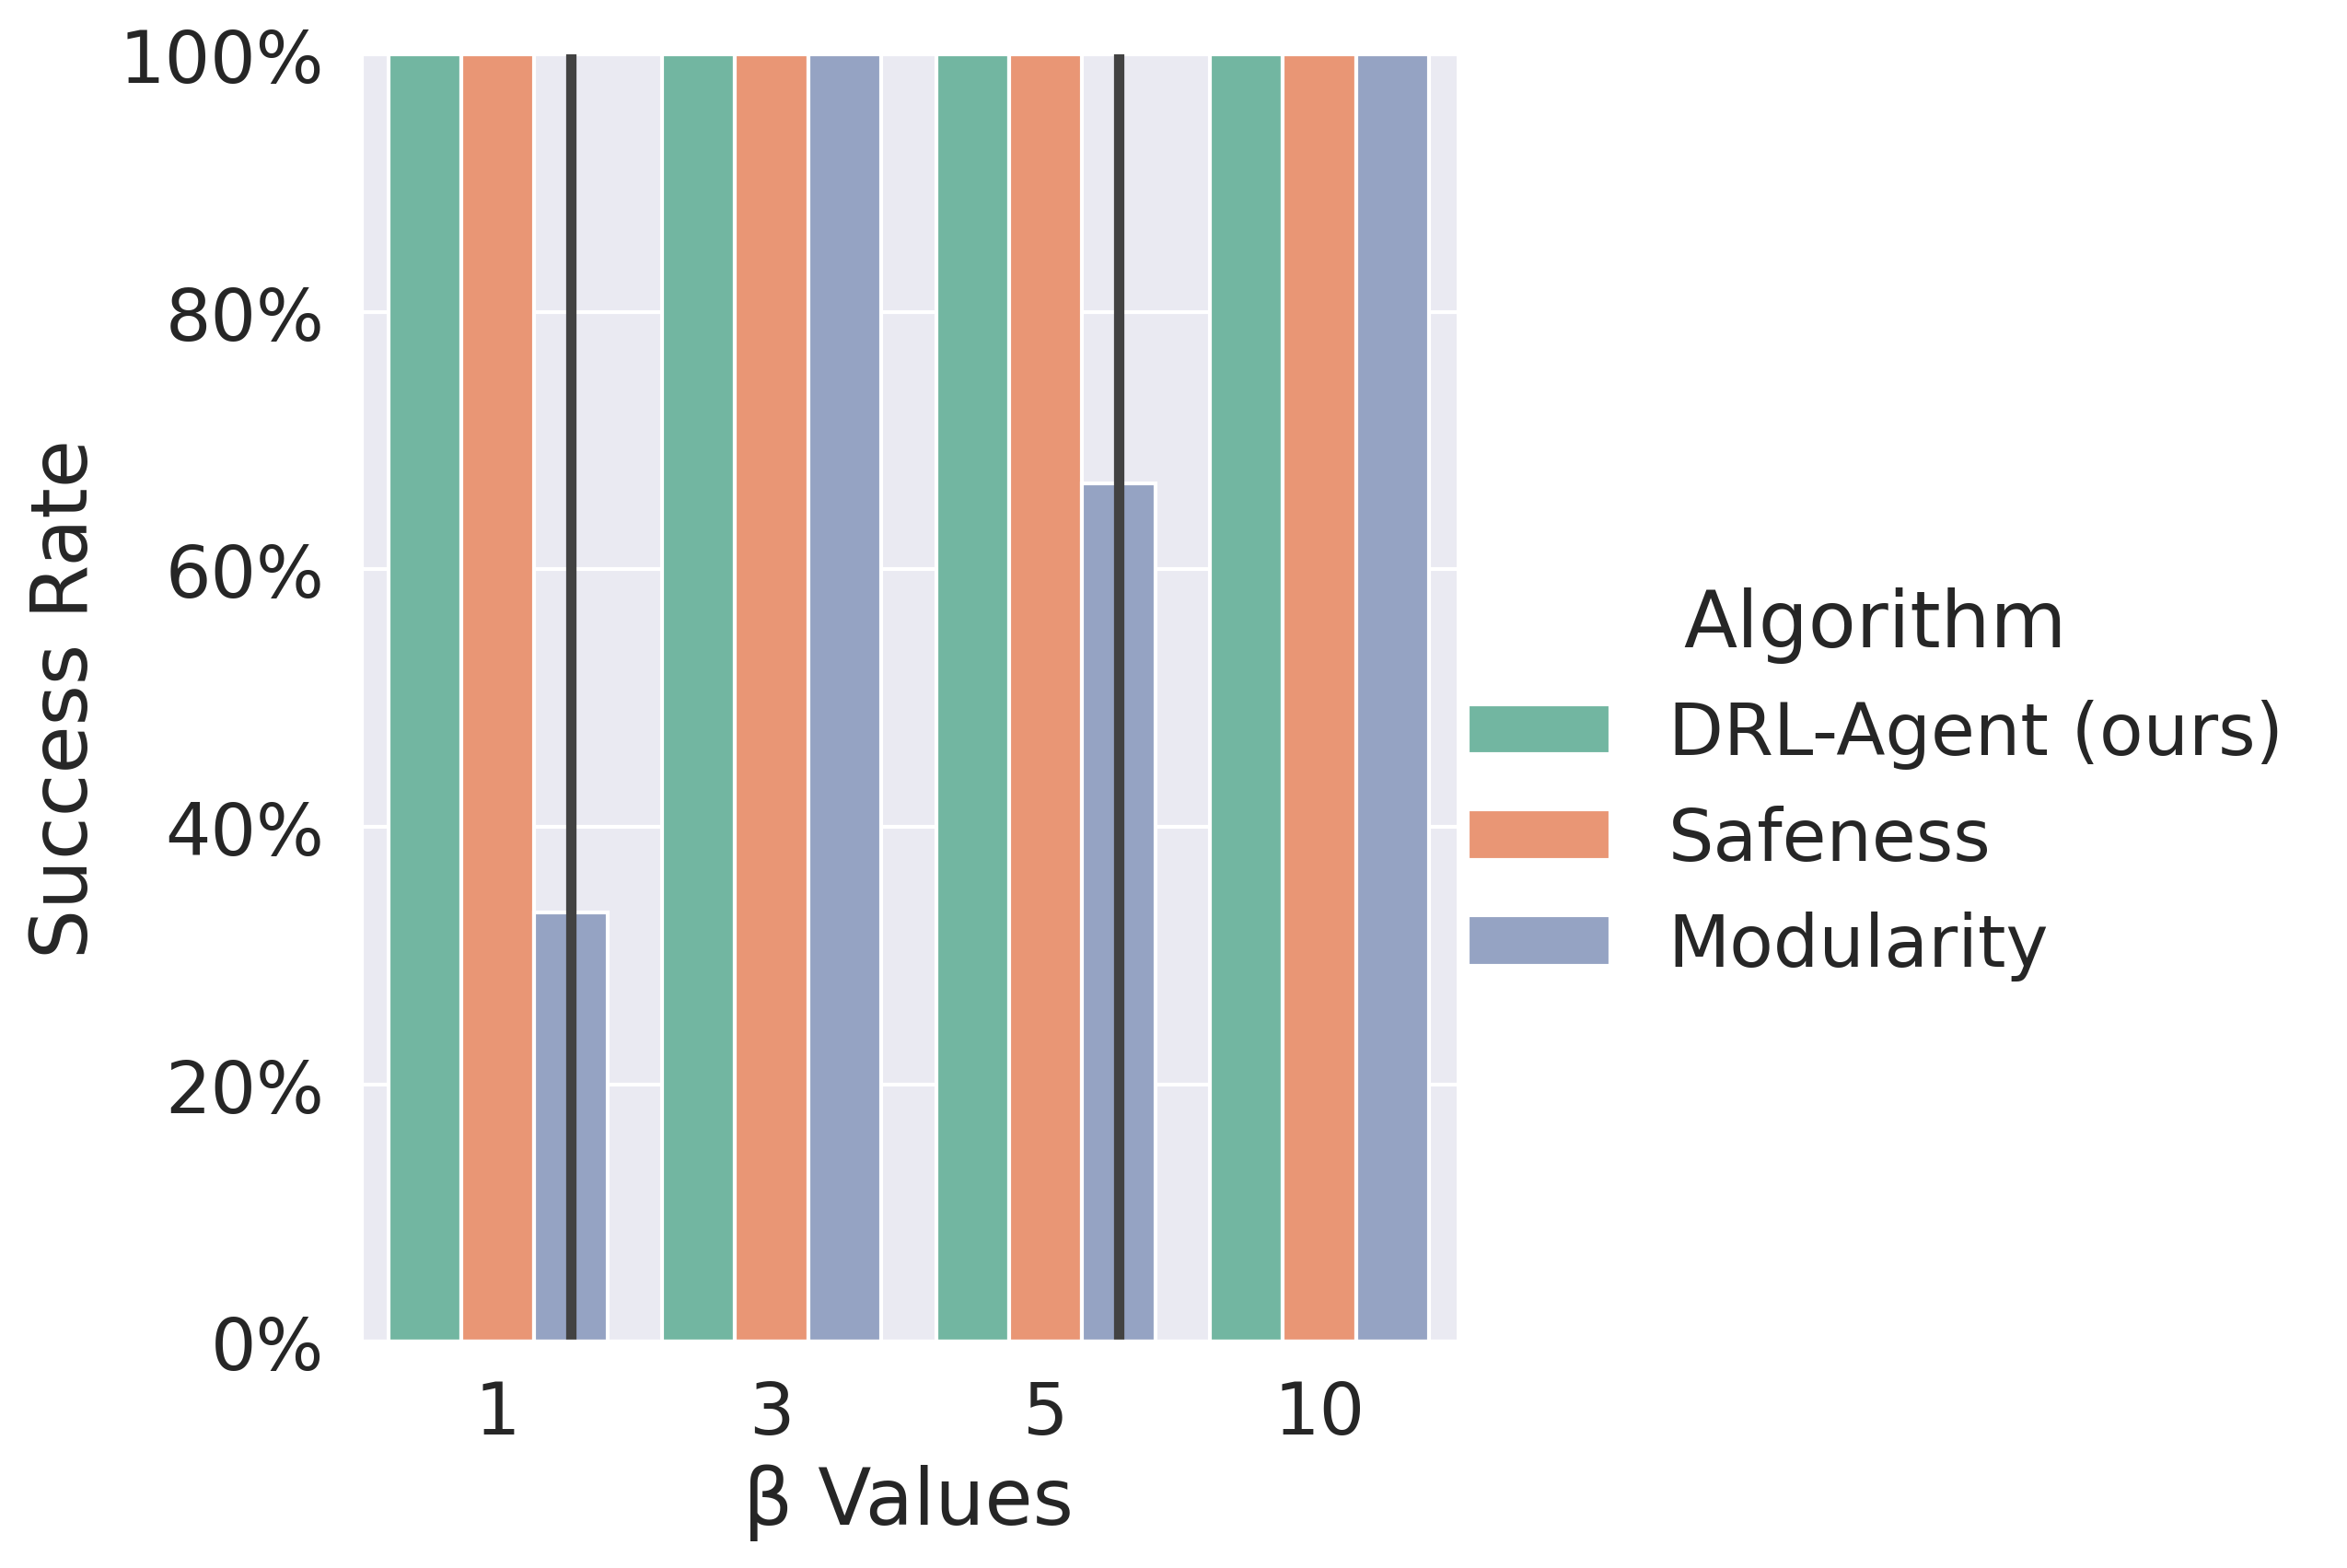 100%
80%
60%
40%
20%
0%
Success Rate
1 3 5 10
β Values
Algorithm
DRL-Agent (ours)
Safeness
Modularity